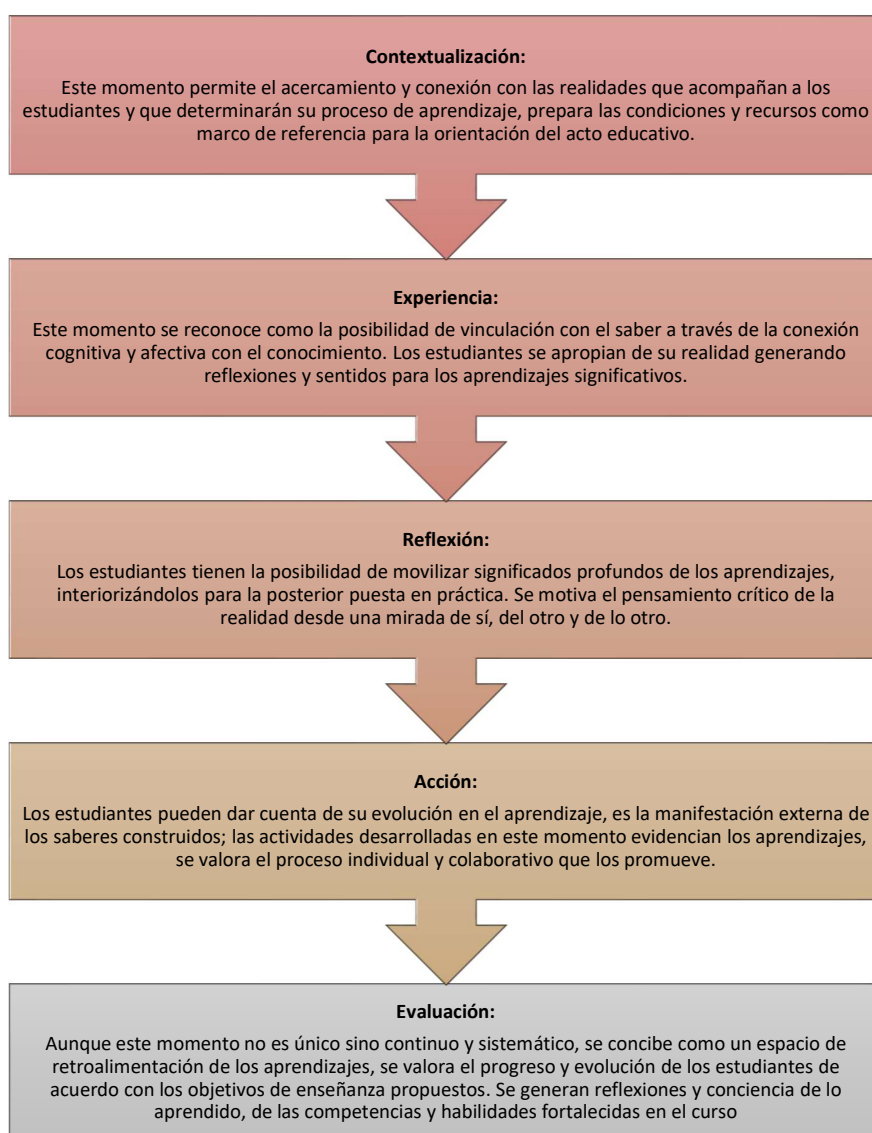 Contextualización:
Este momento permite el acercamiento y conexión con las realidades que acompañan a los
estudiantes y que determinarán su proceso de aprendizaje, prepara las condiciones y recursos como
marco de referencia para la orientación del acto educativo.
Experiencia:
Este momento se reconoce como la posibilidad de vinculación con el saber a través de la conexión
cognitiva y afectiva con el conocimiento. Los estudiantes se apropian de su realidad generando
reflexiones y sentidos para los aprendizajes significativos.
Reflexión:
Los estudiantes tienen la posibilidad de movilizar significados profundos de los aprendizajes,
interiorizándolos para la posterior puesta en práctica. Se motiva el pensamiento crítico de la
realidad desde una mirada de sí, del otro y de lo otro.
Acción:
Los estudiantes pueden dar cuenta de su evolución en el aprendizaje, es la manifestación externa de
los saberes construidos; las actividades desarrolladas en este momento evidencian los aprendizajes,
se valora el proceso individual y colaborativo que los promueve.
Evaluación:
Aunque este momento no es único sino continuo y sistemático, se concibe como un espacio de
retroalimentación de los aprendizajes, se valora el progreso y evolución de los estudiantes de
acuerdo con los objetivos de enseñanza propuestos. Se generan reflexiones y conciencia de lo
aprendido, de las competencias y habilidades fortalecidas en el curso